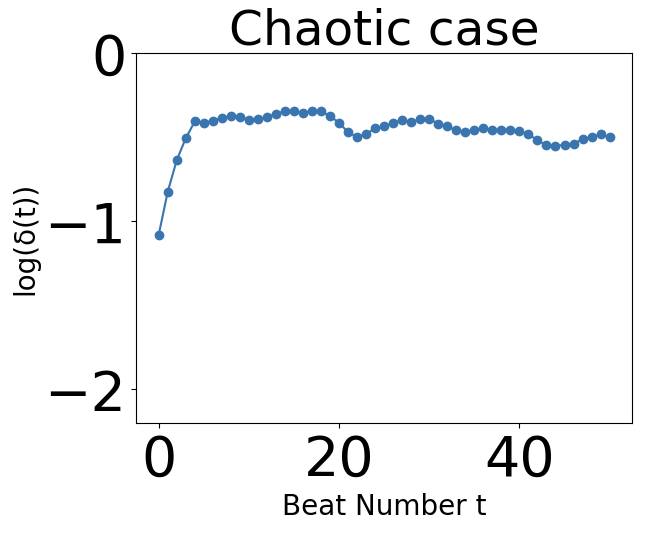 Chaotic case
0
−1
−2
log(δ(t))
0 20 40
Beat Number t